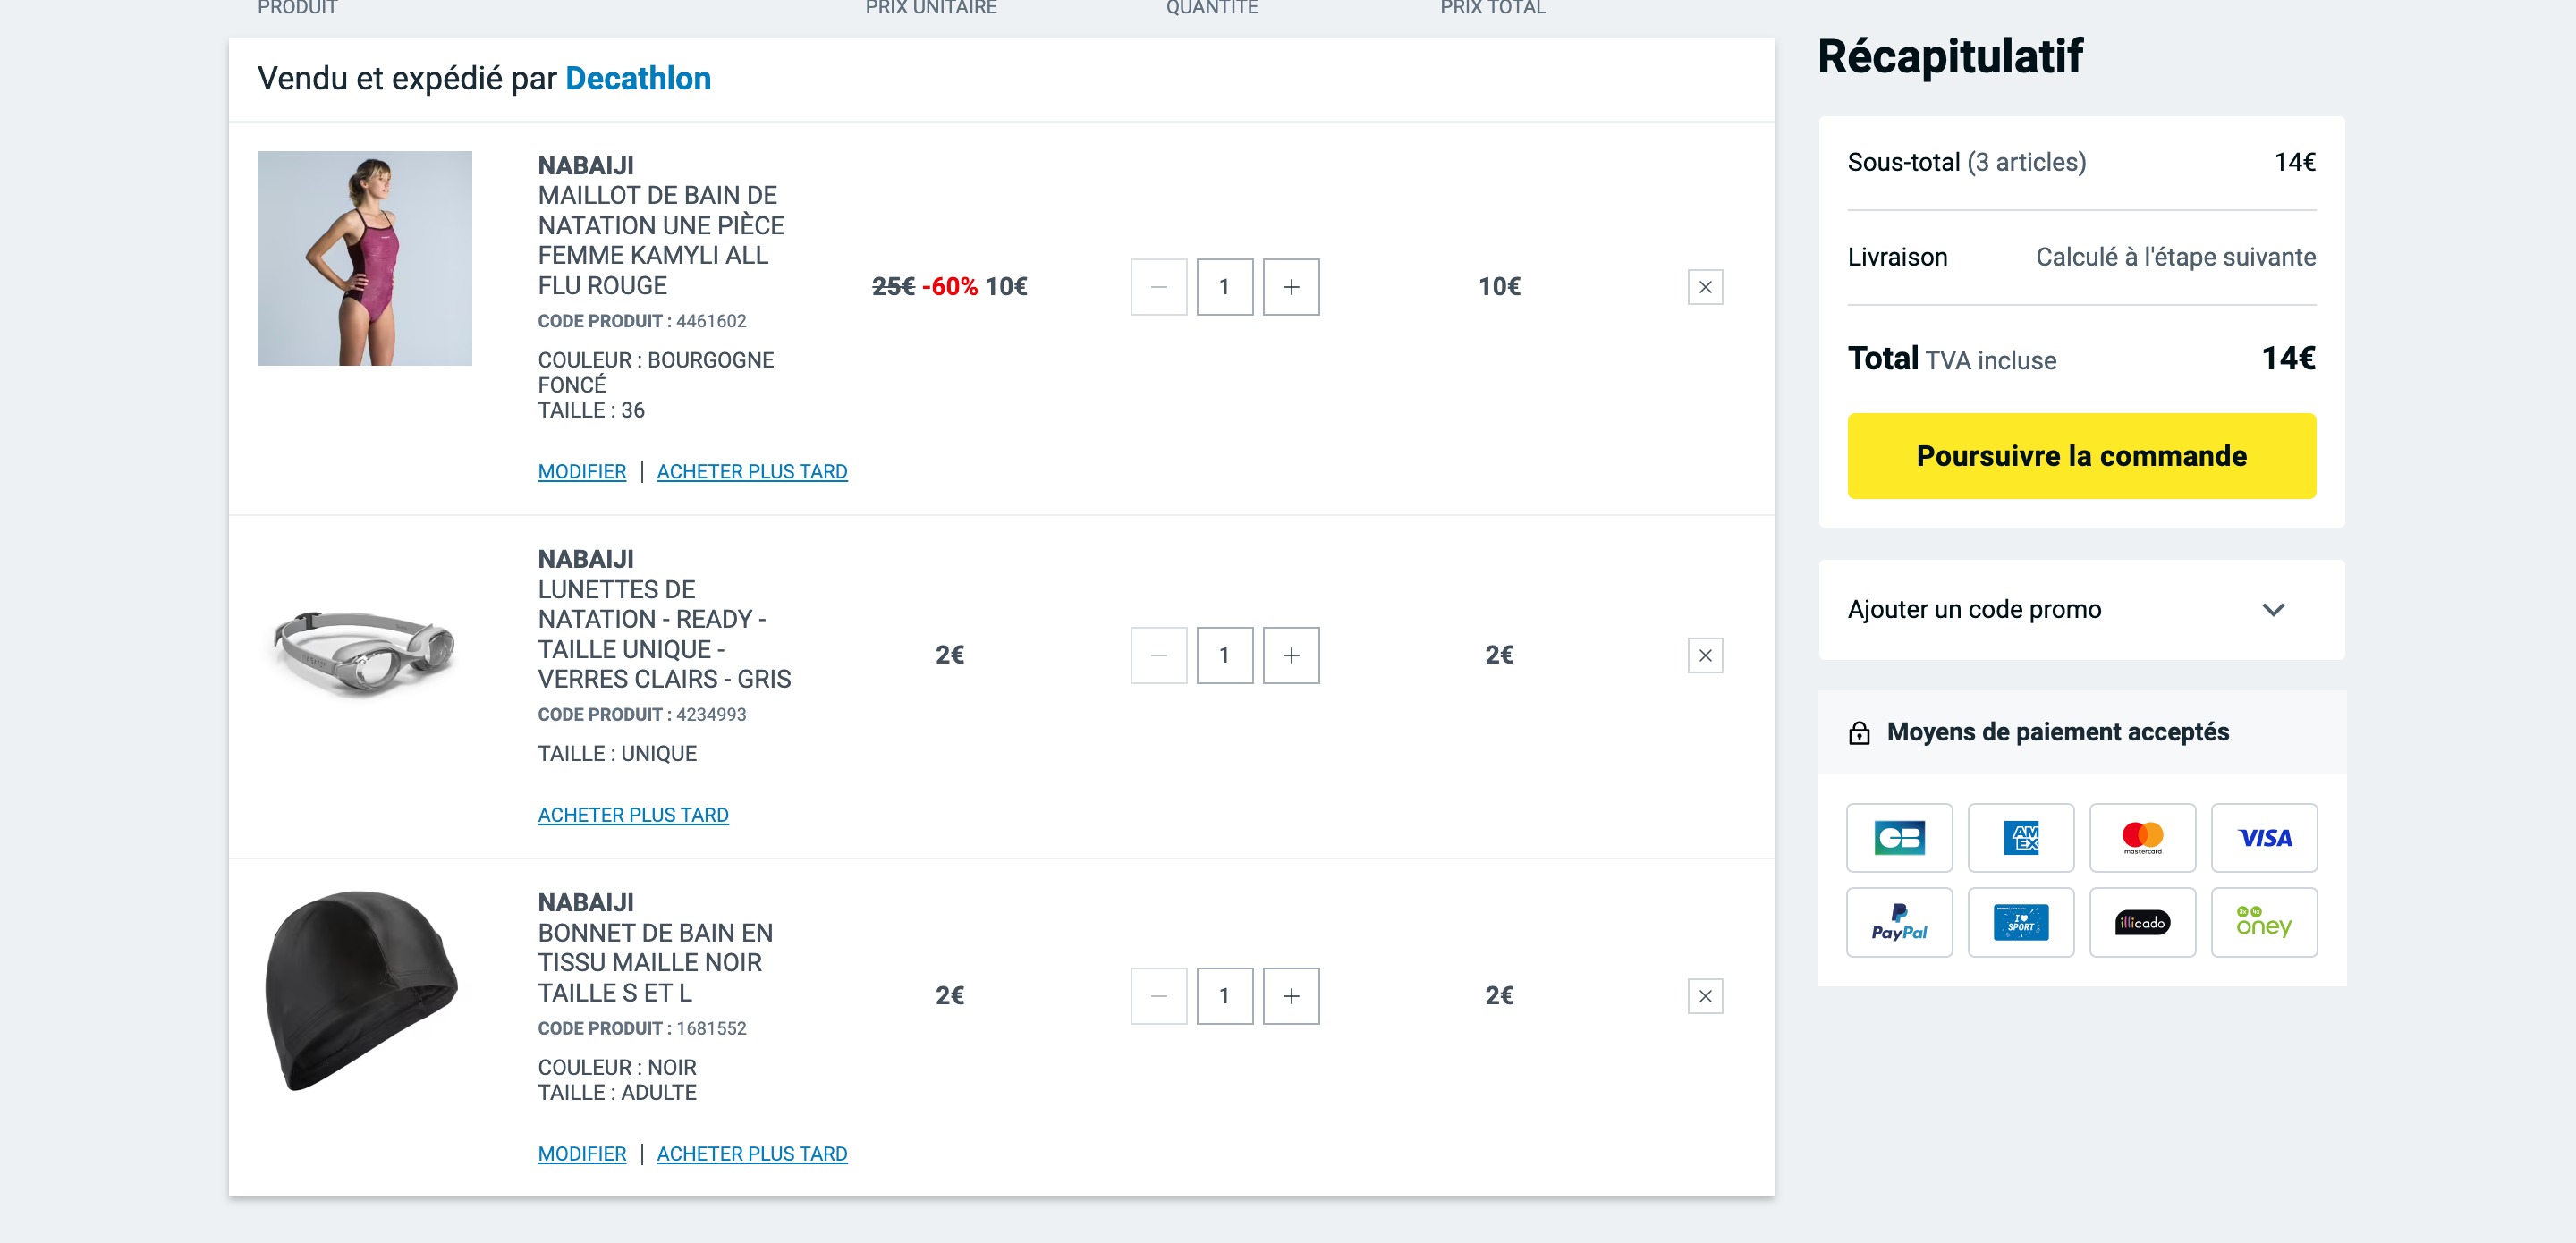 PRODUIT PRIX UNITAIRE QUANTITÉ PRIX TOTAL
Vendu et expédié par Decathlon
NABAIJI
MAILLOT DE BAIN DE
NATATION UNE PIÈCE
FEMME KAMYLI ALL
FLU ROUGE
CODE PRODUIT : 4461602
COULEUR : BOURGOGNE
FONCÉ
TAILLE : 36
25€ -60% 10€
1
10€
MODIFIER | ACHETER PLUS TARD
NABAIJI
LUNETTES DE
NATATION - READY -
TAILLE UNIQUE -
VERRES CLAIRS - GRIS
CODE PRODUIT : 4234993
TAILLE : UNIQUE
2€
1
2€
ACHETER PLUS TARD
NABAIJI
BONNET DE BAIN EN
TISSU MAILLE NOIR
TAILLE S ET L
CODE PRODUIT : 1681552
COULEUR : NOIR
TAILLE : ADULTE
2€
1
2€
MODIFIER | ACHETER PLUS TARD
Récapitulatif
Sous-total (3 articles) 14€
Livraison Calculé à l'étape suivante
Total TVA incluse 14€
Poursuivre la commande
Ajouter un code promo
Moyens de paiement acceptés
CB
AMEX
mastercard
VISA
PayPal
I ♥ SPORT
illicado
oney